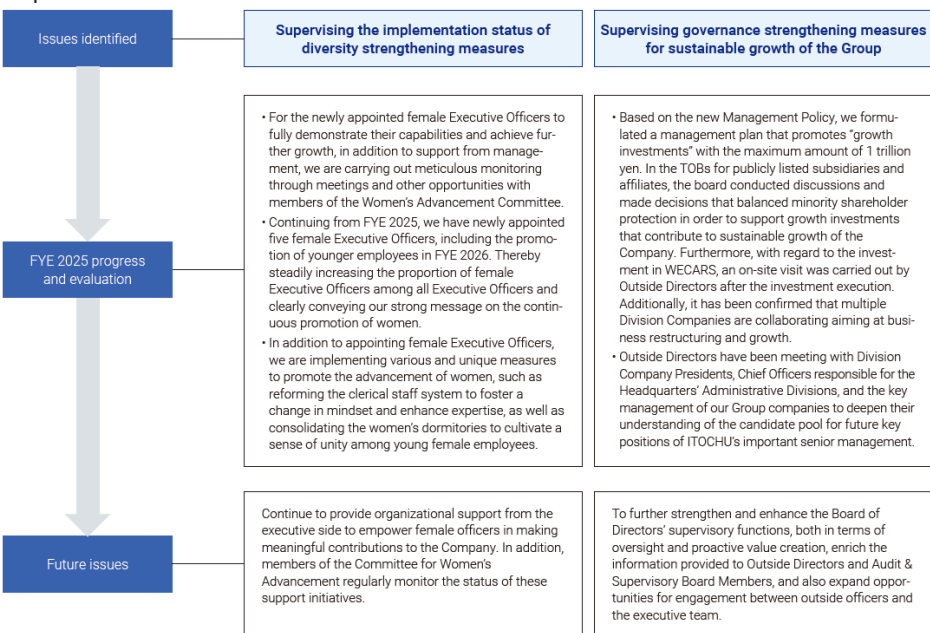 Issues identified
Supervising the implementation status of
diversity strengthening measures
Supervising governance strengthening measures
for sustainable growth of the Group
FYE 2025 progress
and evaluation
• For the newly appointed female Executive Officers to
fully demonstrate their capabilities and achieve fur-
ther growth, in addition to support from manage-
ment, we are carrying out meticulous monitoring
through meetings and other opportunities with
members of the Women's Advancement Committee.
• Continuing from FYE 2025, we have newly appointed
five female Executive Officers, including the promo-
tion of younger employees in FYE 2026. Thereby
steadily increasing the proportion of female
Executive Officers among all Executive Officers and
clearly conveying our strong message on the contin-
uous promotion of women.
• In addition to appointing female Executive Officers,
we are implementing various and unique measures
to promote the advancement of women, such as
reforming the clerical staff system to foster a
change in mindset and enhance expertise, as well as
consolidating the women's dormitories to cultivate a
sense of unity among young female employees.
• Based on the new Management Policy, we formu-
lated a management plan that promotes "growth
investments" with the maximum amount of 1 trillion
yen. In the TOBs for publicly listed subsidiaries and
affiliates, the board conducted discussions and
made decisions that balanced minority shareholder
protection in order to support growth investments
that contribute to sustainable growth of the
Company. Furthermore, with regard to the invest-
ment in WECARS, an on-site visit was carried out by
Outside Directors after the investment execution.
Additionally, it has been confirmed that multiple
Division Companies are collaborating aiming at busi-
ness restructuring and growth.
• Outside Directors have been meeting with Division
Company Presidents, Chief Officers responsible for the
Headquarters' Administrative Divisions, and the key
management of our Group companies to deepen their
understanding of the candidate pool for future key
positions of ITOCHU's important senior management.
Future issues
Continue to provide organizational support from the
executive side to empower female officers in making
meaningful contributions to the Company. In addition,
members of the Committee for Women's
Advancement regularly monitor the status of these
support initiatives.
To further strengthen and enhance the Board of
Directors' supervisory functions, both in terms of
oversight and proactive value creation, enrich the
information provided to Outside Directors and Audit &
Supervisory Board Members, and also expand oppor-
tunities for engagement between outside officers and
the executive team.